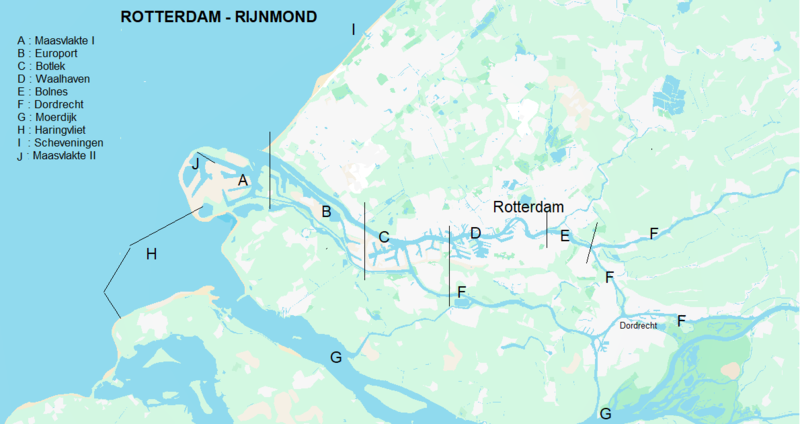 ROTTERDAM - RIJNMOND
A : Maasvlakte I
B : Europort
C : Botlek
D : Waalhaven
E : Bolnes
F : Dordrecht
G : Moerdijk
H : Haringvliet
I : Scheveningen
J : Maasvlakte II
I
J
A
B
Rotterdam
C
D
E
F
H
F
F
Dordrecht
F
G
G